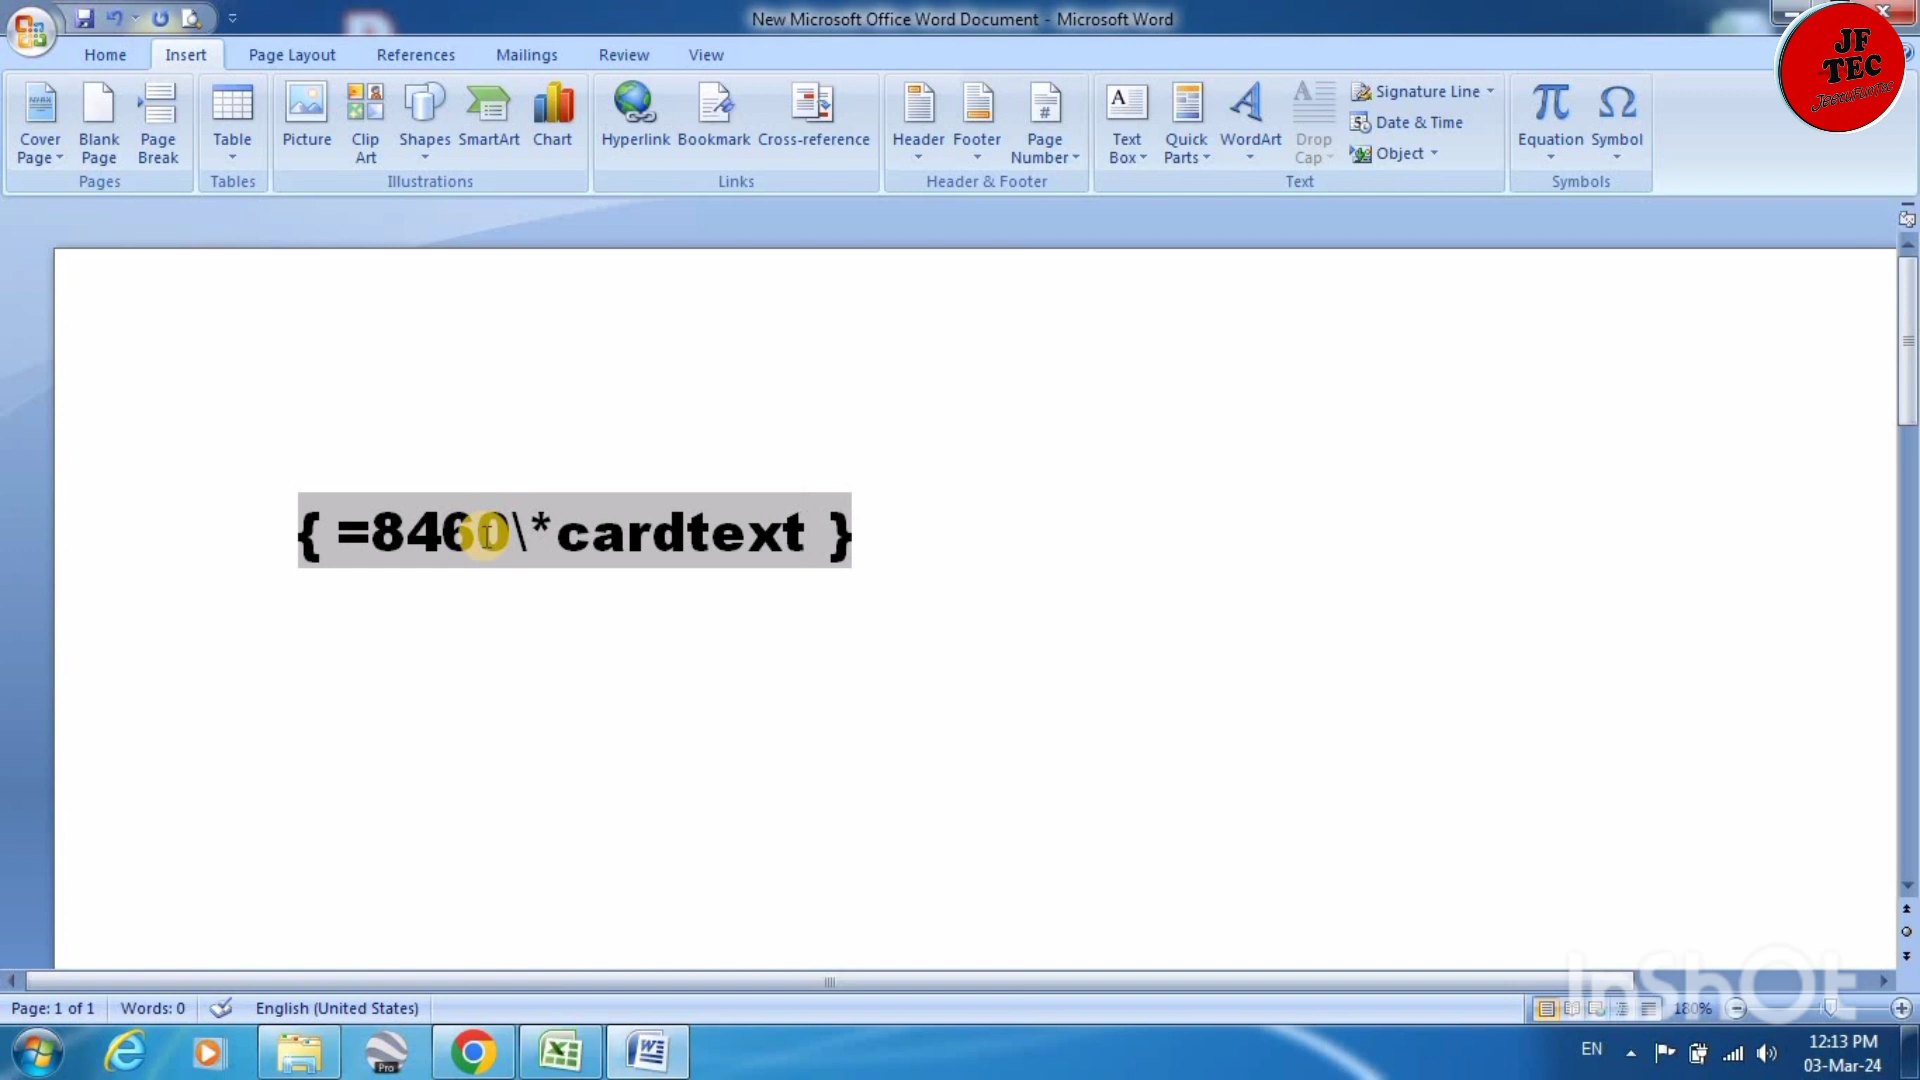 New Microsoft Office Word Document - Microsoft Word
JF
TEC
JeetuFuntec
Home Insert Page Layout References Mailings Review View
Cover Page
Blank Page
Page Break
Table
Picture
Clip Art
Shapes
SmartArt
Chart
Hyperlink
Bookmark
Cross-reference
Header
Footer
Page Number
Text Box
Quick Parts
WordArt
Drop Cap
Signature Line
Date & Time
Object
Equation
Symbol
Pages Tables Illustrations Links Header & Footer Text Symbols
{ =8460\*cardtext }
InShOt
Page: 1 of 1 Words: 0 English (United States) 180%
Pro
EN
12:13 PM
03-Mar-24